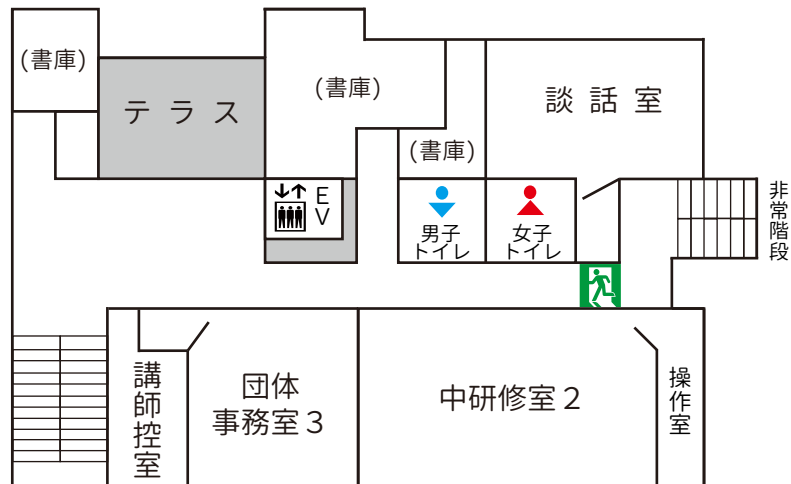 (書庫)
テラス
(書庫)
談話室
(書庫)
EV
男子
トイレ
女子
トイレ
非常階段
講師控室
団体
事務室3
中研修室2
操作室